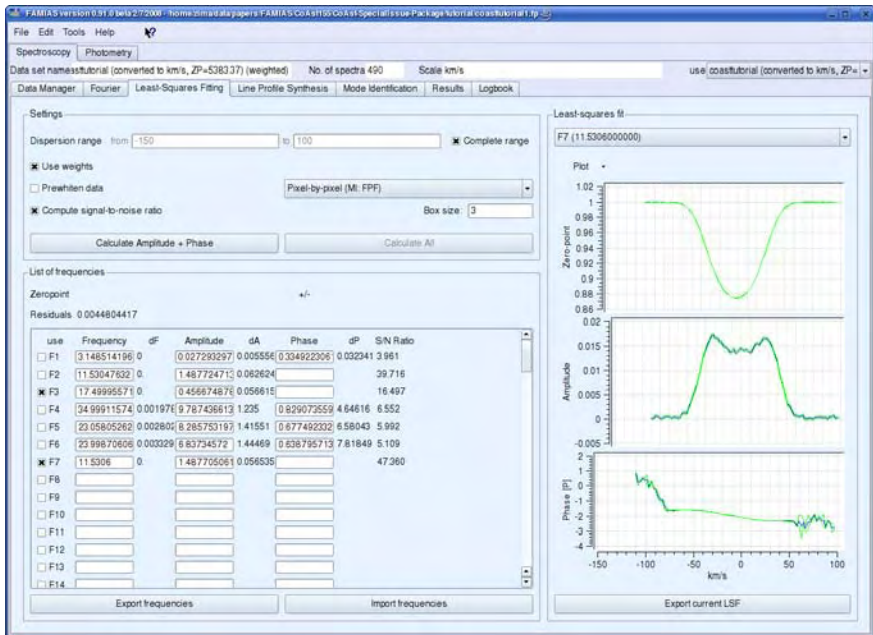 FAMIAS version 0.91.0 beta 2.7/2008 - /home/zima/data/papers/FAMIAS/CoAst155/CoAst-SpecialIssue-Package/tutorial/coasttutorial1.fp
File Edit Tools Help
Spectroscopy Photometry
Data set name sttutorial (converted to km/s, ZP=5383.37) (weighted) No. of spectra 490 Scale km/s use coasttutorial (converted to km/s, ZP=
Data Manager Fourier Least-Squares Fitting Line Profile Synthesis Mode Identification Results Logbook
Settings
Dispersion range from -150 to 100 Complete range
Use weights
Prewhiten data Pixel-by-pixel (MI: FPF)
Compute signal-to-noise ratio Box size: 3
Calculate Amplitude + Phase Calculate All
List of frequencies
Zeropoint +/-
Residuals 0.0044804417
use Frequency dF Amplitude dA Phase dP S/N Ratio
F1 3.148514196 0. 0.027293297 0.005556 0.334922306 0.032341 3.961
F2 11.53047632 0. 1.487724713 0.062624 39.716
F3 17.49995571 0. 0.456674876 0.056615 16.497
F4 34.99911574 0.001976 9.787436613 1.235 0.829073559 4.64616 6.552
F5 23.05805262 0.002802 8.285753197 1.41551 0.677492332 6.58043 5.992
F6 23.99870606 0.003329 6.83734572 1.44469 0.638795713 7.81849 5.109
F7 11.5306 0. 1.487705061 0.056535 47.360
F8
F9
F10
F11
F12
F13
F14
Export frequencies Import frequencies
Least-squares fit
F7 (11.5306000000)
Plot
1.02
1
0.98
0.96
0.94
0.92
0.9
0.88
0.86
Zero-point
0.02
0.015
0.01
0.005
0
-0.005
Amplitude
2
1
0
-1
-2
-3
-4
Phase [P]
-150 -100 -50 0 50 100
km/s
Export current LSF